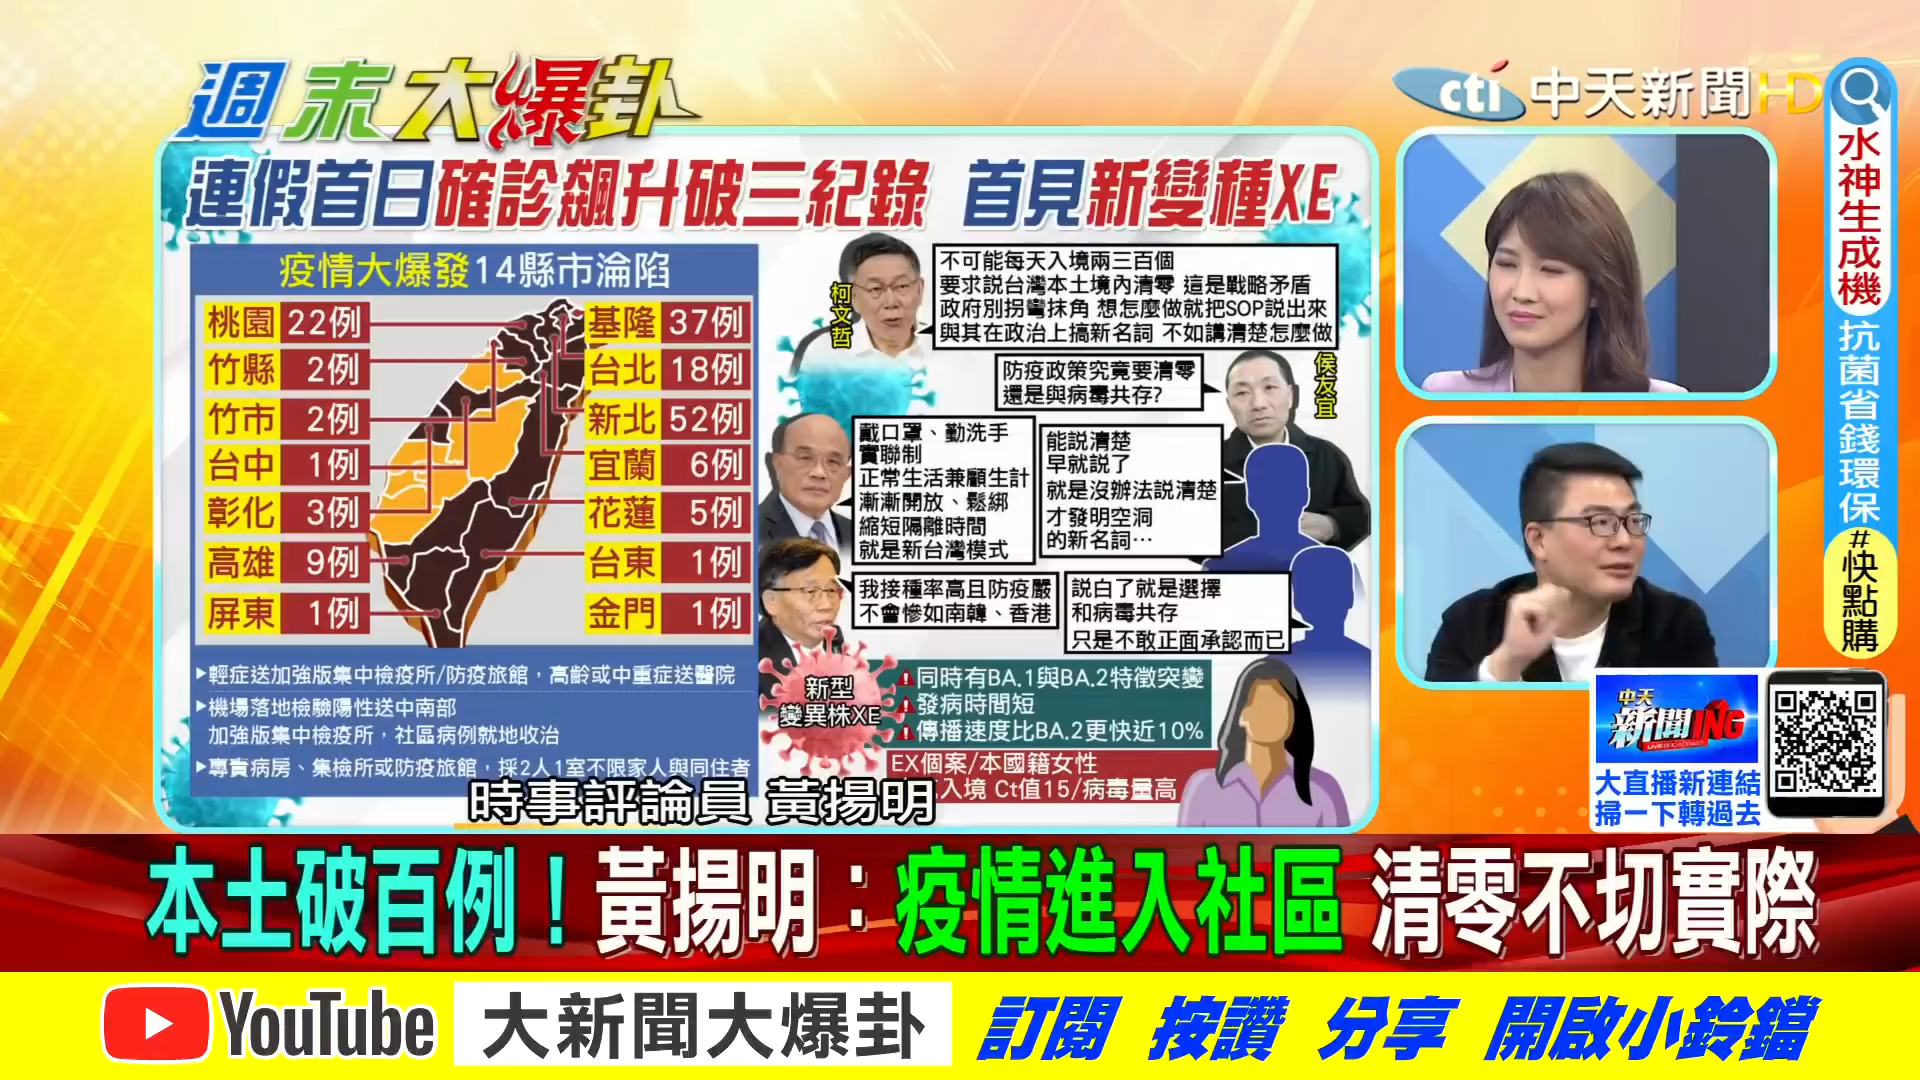 週末大爆卦
cti 中天新聞HD
連假首日確診飆升破三紀錄 首見新變種XE
疫情大爆發14縣市淪陷
桃園 22例
竹縣 2例
竹市 2例
台中 1例
彰化 3例
高雄 9例
屏東 1例
基隆 37例
台北 18例
新北 52例
宜蘭 6例
花蓮 5例
台東 1例
金門 1例
▸輕症送加強版集中檢疫所/防疫旅館，高齡或中重症送醫院
▸機場落地檢驗陽性送中南部
加強版集中檢疫所，社區病例就地收治
▸專責病房、集檢所或防疫旅館，採2人1室不限家人與同住者
柯文哲
不可能每天入境兩三百個
要求說台灣本土境內清零 這是戰略矛盾
政府別拐彎抹角 想怎麼做就把SOP說出來
與其在政治上搞新名詞 不如講清楚怎麼做
防疫政策究竟要清零
還是與病毒共存?
侯友宜
戴口罩、勤洗手
實聯制
正常生活兼顧生計
漸漸開放、鬆綁
縮短隔離時間
就是新台灣模式
能說清楚
早就說了
就是沒辦法說清楚
才發明空洞
的新名詞…
我接種率高且防疫嚴
不會慘如南韓、香港
說白了就是選擇
和病毒共存
只是不敢正面承認而已
新型
變異株XE
同時有BA.1與BA.2特徵突變
發病時間短
傳播速度比BA.2更快近10%
EX個案/本國籍女性
入境 Ct值15/病毒量高
時事評論員 黃揚明
水神生成機
抗菌省錢環保
#快點購
中天
新聞ING
大直播新連結
掃一下轉過去
本土破百例！黃揚明：疫情進入社區 清零不切實際
YouTube 大新聞大爆卦 訂閱 按讚 分享 開啟小鈴鐺